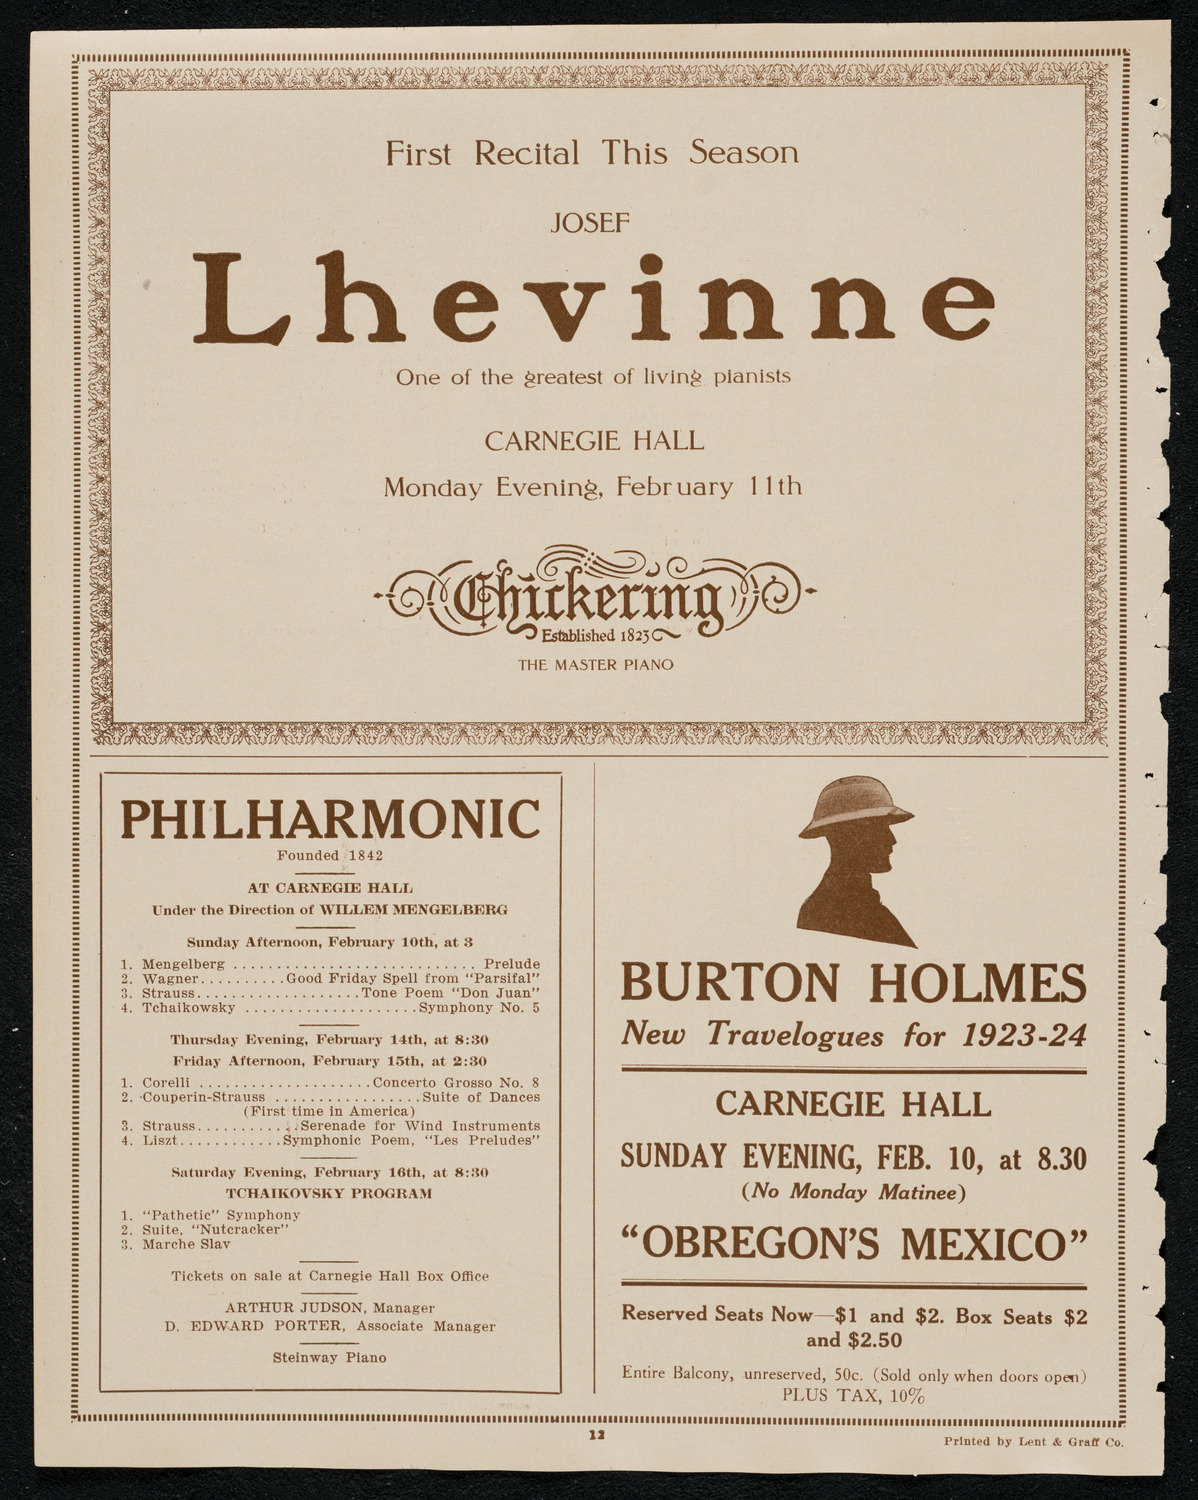 First Recital This Season
JOSEF
Lhevinne
One of the greatest of living pianists
CARNEGIE HALL
Monday Evening, February 11th
Chickering
Established 1823
THE MASTER PIANO
PHILHARMONIC
Founded 1842
AT CARNEGIE HALL
Under the Direction of WILLEM MENGELBERG
Sunday Afternoon, February 10th, at 3
1. Mengelberg ............................ Prelude
2. Wagner..........Good Friday Spell from “Parsifal”
3. Strauss...................Tone Poem “Don Juan”
4. Tchaikowsky ....................Symphony No. 5
Thursday Evening, February 14th, at 8:30
Friday Afternoon, February 15th, at 2:30
1. Corelli ....................Concerto Grosso No. 8
2. Couperin-Strauss .................Suite of Dances
(First time in America)
3. Strauss............Serenade for Wind Instruments
4. Liszt............Symphonic Poem, “Les Preludes”
Saturday Evening, February 16th, at 8:30
TCHAIKOVSKY PROGRAM
1. “Pathetic” Symphony
2. Suite, “Nutcracker”
3. Marche Slav
Tickets on sale at Carnegie Hall Box Office
ARTHUR JUDSON, Manager
D. EDWARD PORTER, Associate Manager
Steinway Piano
BURTON HOLMES
New Travelogues for 1923-24
CARNEGIE HALL
SUNDAY EVENING, FEB. 10, at 8.30
(No Monday Matinee)
“OBREGON’S MEXICO”
Reserved Seats Now—$1 and $2. Box Seats $2
and $2.50
Entire Balcony, unreserved, 50c. (Sold only when doors open)
PLUS TAX, 10%
12
Printed by Lent & Graff Co.